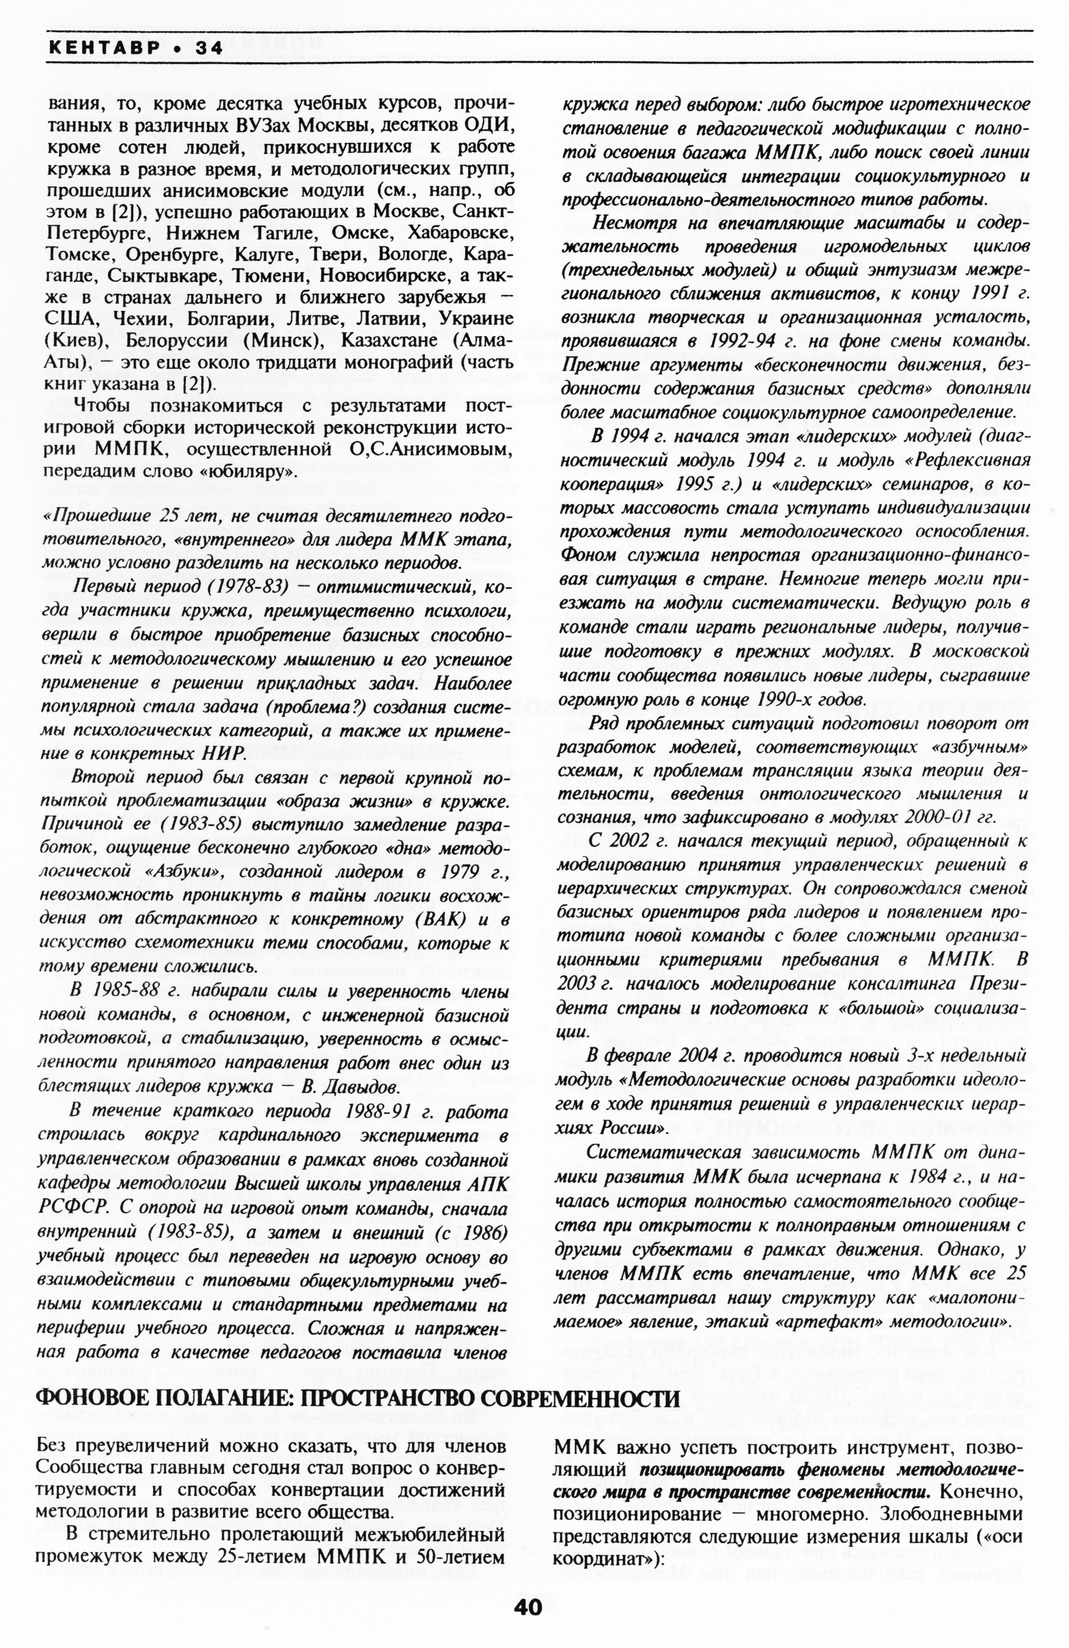 КЕНТАВР • 34
вания, то, кроме десятка учебных курсов, прочи-
танных в различных ВУЗах Москвы, десятков ОДИ,
кроме сотен людей, прикоснувшихся к работе
кружка в разное время, и методологических групп,
прошедших анисимовские модули (см., напр., об
этом в [2]), успешно работающих в Москве, Санкт-
Петербурге, Нижнем Тагиле, Омске, Хабаровске,
Томске, Оренбурге, Калуге, Твери, Вологде, Кара-
ганде, Сыктывкаре, Тюмени, Новосибирске, а так-
же в странах дальнего и ближнего зарубежья —
США, Чехии, Болгарии, Литве, Латвии, Украине
(Киев), Белоруссии (Минск), Казахстане (Алма-
Аты), — это еще около тридцати монографий (часть
книг указана в [2]).
Чтобы познакомиться с результатами пост-
игровой сборки исторической реконструкции исто-
рии ММПК, осуществленной О,С.Анисимовым,
передадим слово «юбиляру».
«Прошедшие 25 лет, не считая десятилетнего подго-
товительного, «внутреннего» для лидера ММК этапа,
можно условно разделить на несколько периодов.
Первый период (1978-83) — оптимистический, ко-
гда участники кружка, преимущественно психологи,
верили в быстрое приобретение базисных способно-
стей к методологическому мышлению и его успешное
применение в решении прикладных задач. Наиболее
популярной стала задача (проблема?) создания систе-
мы психологических категорий, а также их примене-
ние в конкретных НИР.
Второй период был связан с первой крупной по-
пыткой проблематизации «образа жизни» в кружке.
Причиной ее (1983-85) выступило замедление разра-
боток, ощущение бесконечно глубокого «дна» методо-
логической «Азбуки», созданной лидером в 1979 г.,
невозможность проникнуть в тайны логики восхож-
дения от абстрактного к конкретному (ВАК) и в
искусство схемотехники теми способами, которые к
тому времени сложились.
В 1985-88 г. набирали силы и уверенность члены
новой команды, в основном, с инженерной базисной
подготовкой, а стабилизацию, уверенность в осмыс-
ленности принятого направления работ внес один из
блестящих лидеров кружка — В. Давыдов.
В течение краткого периода 1988-91 г. работа
строилась вокруг кардинального эксперимента в
управленческом образовании в рамках вновь созданной
кафедры методологии Высшей школы управления АПК
РСФСР. С опорой на игровой опыт команды, сначала
внутренний (1983-85), а затем и внешний (с 1986)
учебный процесс был переведен на игровую основу во
взаимодействии с типовыми общекультурными учеб-
ными комплексами и стандартными предметами на
периферии учебного процесса. Сложная и напряжен-
ная работа в качестве педагогов поставила членов
кружка перед выбором: либо быстрое игротехническое
становление в педагогической модификации с полно-
той освоения багажа ММПК, либо поиск своей линии
в складывающейся интеграции социокультурного и
профессионально-деятельностного типов работы.
Несмотря на впечатляющие масштабы и содер-
жательность проведения игромодельных циклов
(трехнедельных модулей) и общий энтузиазм межре-
гионального сближения активистов, к концу 1991 г.
возникла творческая и организационная усталость,
проявившаяся в 1992-94 г. на фоне смены команды.
Прежние аргументы «бесконечности движения, без-
донности содержания базисных средств» дополняли
более масштабное социокультурное самоопределение.
В 1994 г. начался этап «лидерских» модулей (диаг-
ностический модуль 1994 г. и модуль «Рефлексивная
кооперация» 1995 г.) и «лидерских» семинаров, в ко-
торых массовость стала уступать индивидуализации
прохождения пути методологического оспособления.
Фоном служила непростая организационно-финансо-
вая ситуация в стране. Немногие теперь могли при-
езжать на модули систематически. Ведущую роль в
команде стали играть региональные лидеры, получив-
шие подготовку в прежних модулях. В московской
части сообщества появились новые лидеры, сыгравшие
огромную роль в конце 1990-х годов.
Ряд проблемных ситуаций подготовил поворот от
разработок моделей, соответствующих «азбучным»
схемам, к проблемам трансляции языка теории дея-
тельности, введения онтологического мышления и
сознания, что зафиксировано в модулях 2000-01 гг.
С 2002 г. начался текущий период, обращенный к
моделированию принятия управленческих решений в
иерархических структурах. Он сопровождался сменой
базисных ориентиров ряда лидеров и появлением про-
тотипа новой команды с более сложными организа-
ционными критериями пребывания в ММПК. В
2003 г. началось моделирование консалтинга Прези-
дента страны и подготовка к «большой» социализа-
ции.
В феврале 2004 г. проводится новый 3-х недельный
модуль «Методологические основы разработки идеоло-
гем в ходе принятия решений в управленческих иерар-
хиях России».
Систематическая зависимость ММПК от дина-
мики развития ММК была исчерпана к 1984 г., и на-
чалась история полностью самостоятельного сообще-
ства при открытости к полноправным отношениям с
другими субъектами в рамках движения. Однако, у
членов ММПК есть впечатление, что ММК все 25
лет рассматривал нашу структуру как «малопони-
маемое» явление, этакий «артефакт» методологии».
ФОНОВОЕ ПОЛАГАНИЕ: ПРОСТРАНСТВО СОВРЕМЕННОСТИ
Без преувеличений можно сказать, что для членов
Сообщества главным сегодня стал вопрос о конвер-
тируемости и способах конвертации достижений
методологии в развитие всего общества.
В стремительно пролетающий межъюбилейный
промежуток между 25-летием ММПК и 50-летием
ММК важно успеть построить инструмент, позво-
ляющий позиционировать феномены методологиче-
ского мира в пространстве современности. Конечно,
позиционирование — многомерно. Злободневными
представляются следующие измерения шкалы («оси
координат»):
40